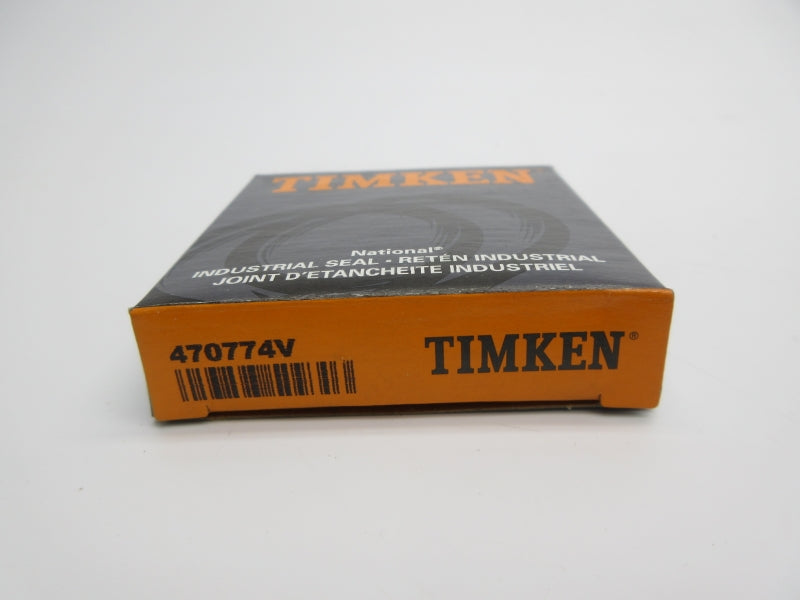 TIMKEN
National®
INDUSTRIAL SEAL - RETÉN INDUSTRIAL
JOINT D'ETANCHEITE INDUSTRIEL
470774V
TIMKEN®